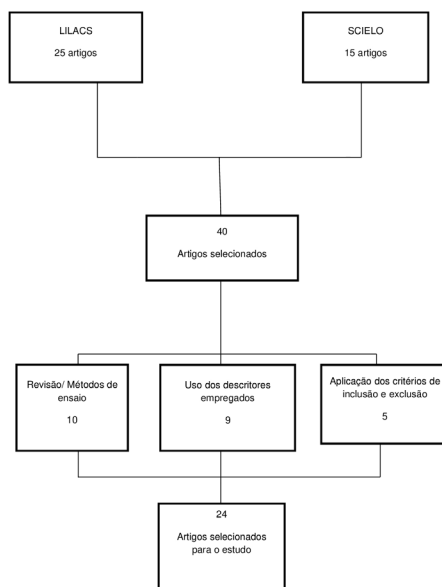 LILACS
25 artigos
SCIELO
15 artigos
40
Artigos selecionados
Revisão/ Métodos de
ensaio
10
Uso dos descritores
empregados
9
Aplicação dos critérios de
inclusão e exclusão
5
24
Artigos selecionados
para o estudo